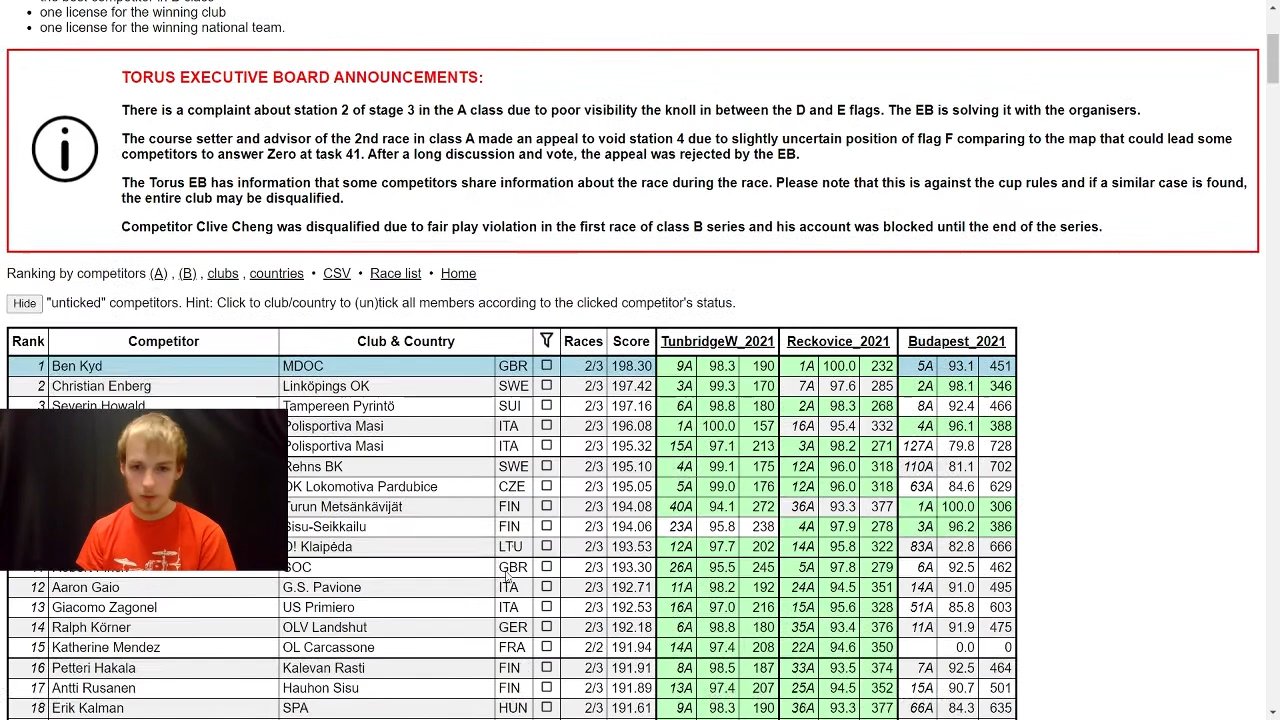 the best competitor in B class
• one license for the winning club
• one license for the winning national team.
TORUS EXECUTIVE BOARD ANNOUNCEMENTS:
There is a complaint about station 2 of stage 3 in the A class due to poor visibility the knoll in between the D and E flags. The EB is solving it with the organisers.
The course setter and advisor of the 2nd race in class A made an appeal to void station 4 due to slightly uncertain position of flag F comparing to the map that could lead some
competitors to answer Zero at task 41. After a long discussion and vote, the appeal was rejected by the EB.
The Torus EB has information that some competitors share information about the race during the race. Please note that this is against the cup rules and if a similar case is found,
the entire club may be disqualified.
Competitor Clive Cheng was disqualified due to fair play violation in the first race of class B series and his account was blocked until the end of the series.
Ranking by competitors (A) , (B) , clubs , countries • CSV • Race list • Home
Hide "unticked" competitors. Hint: Click to club/country to (un)tick all members according to the clicked competitor's status.
Rank Competitor Club & Country Races Score TunbridgeW_2021 Reckovice_2021 Budapest_2021
1 Ben Kyd MDOC GBR 2/3 198.30 9A 98.3 190 1A 100.0 232 5A 93.1 451
2 Christian Enberg Linköpings OK SWE 2/3 197.42 3A 99.3 170 7A 97.6 285 2A 98.1 346
3 Severin Howald Tampereen Pyrintö SUI 2/3 197.16 6A 98.8 180 2A 98.3 268 8A 92.4 466
Polisportiva Masi ITA 2/3 196.08 1A 100.0 157 16A 95.4 332 4A 96.1 388
Polisportiva Masi ITA 2/3 195.32 15A 97.1 213 3A 98.2 271 127A 79.8 728
Rehns BK SWE 2/3 195.10 4A 99.1 175 12A 96.0 318 110A 81.1 702
OK Lokomotiva Pardubice CZE 2/3 195.05 5A 99.0 176 12A 96.0 318 63A 84.6 629
Turun Metsänkävijät FIN 2/3 194.08 40A 94.1 272 36A 93.3 377 1A 100.0 306
Sisu-Seikkailu FIN 2/3 194.06 23A 95.8 238 4A 97.9 278 3A 96.2 386
O! Klaipėda LTU 2/3 193.53 12A 97.7 202 14A 95.8 322 83A 82.8 666
SOC GBR 2/3 193.30 26A 95.5 245 5A 97.8 279 6A 92.5 462
12 Aaron Gaio G.S. Pavione ITA 2/3 192.71 11A 98.2 192 24A 94.5 351 14A 91.0 495
13 Giacomo Zagonel US Primiero ITA 2/3 192.53 16A 97.0 216 15A 95.6 328 51A 85.8 603
14 Ralph Körner OLV Landshut GER 2/3 192.18 6A 98.8 180 35A 93.4 376 11A 91.9 475
15 Katherine Mendez OL Carcassone FRA 2/2 191.94 14A 97.4 208 22A 94.6 350 0.0 0
16 Petteri Hakala Kalevan Rasti FIN 2/3 191.91 8A 98.5 187 33A 93.5 374 7A 92.5 464
17 Antti Rusanen Hauhon Sisu FIN 2/3 191.89 13A 97.4 207 25A 94.5 352 15A 90.7 501
18 Erik Kalman SPA HUN 2/3 191.61 9A 98.3 190 36A 93.3 377 66A 84.3 635